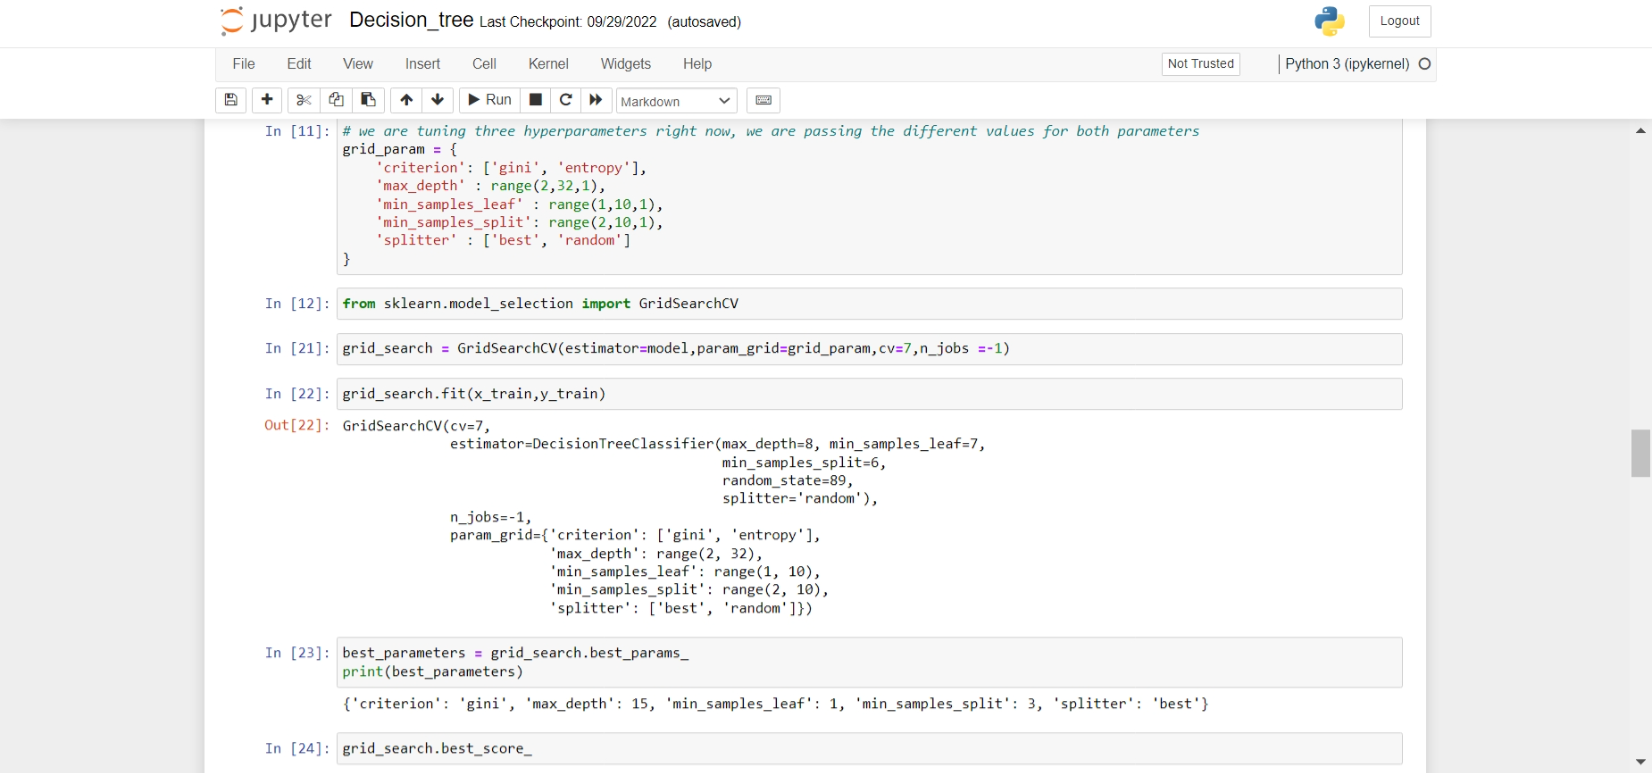 jupyter Decision_tree Last Checkpoint: 09/29/2022 (autosaved) Logout
File Edit View Insert Cell Kernel Widgets Help Not Trusted Python 3 (ipykernel)
Run Markdown
In [11]: # we are tuning three hyperparameters right now, we are passing the different values for both parameters
grid_param = {
'criterion': ['gini', 'entropy'],
'max_depth' : range(2,32,1),
'min_samples_leaf' : range(1,10,1),
'min_samples_split': range(2,10,1),
'splitter' : ['best', 'random']
}
In [12]: from sklearn.model_selection import GridSearchCV
In [21]: grid_search = GridSearchCV(estimator=model,param_grid=grid_param,cv=7,n_jobs =-1)
In [22]: grid_search.fit(x_train,y_train)
Out[22]: GridSearchCV(cv=7,
estimator=DecisionTreeClassifier(max_depth=8, min_samples_leaf=7,
min_samples_split=6,
random_state=89,
splitter='random'),
n_jobs=-1,
param_grid={'criterion': ['gini', 'entropy'],
'max_depth': range(2, 32),
'min_samples_leaf': range(1, 10),
'min_samples_split': range(2, 10),
'splitter': ['best', 'random']})
In [23]: best_parameters = grid_search.best_params_
print(best_parameters)
{'criterion': 'gini', 'max_depth': 15, 'min_samples_leaf': 1, 'min_samples_split': 3, 'splitter': 'best'}
In [24]: grid_search.best_score_